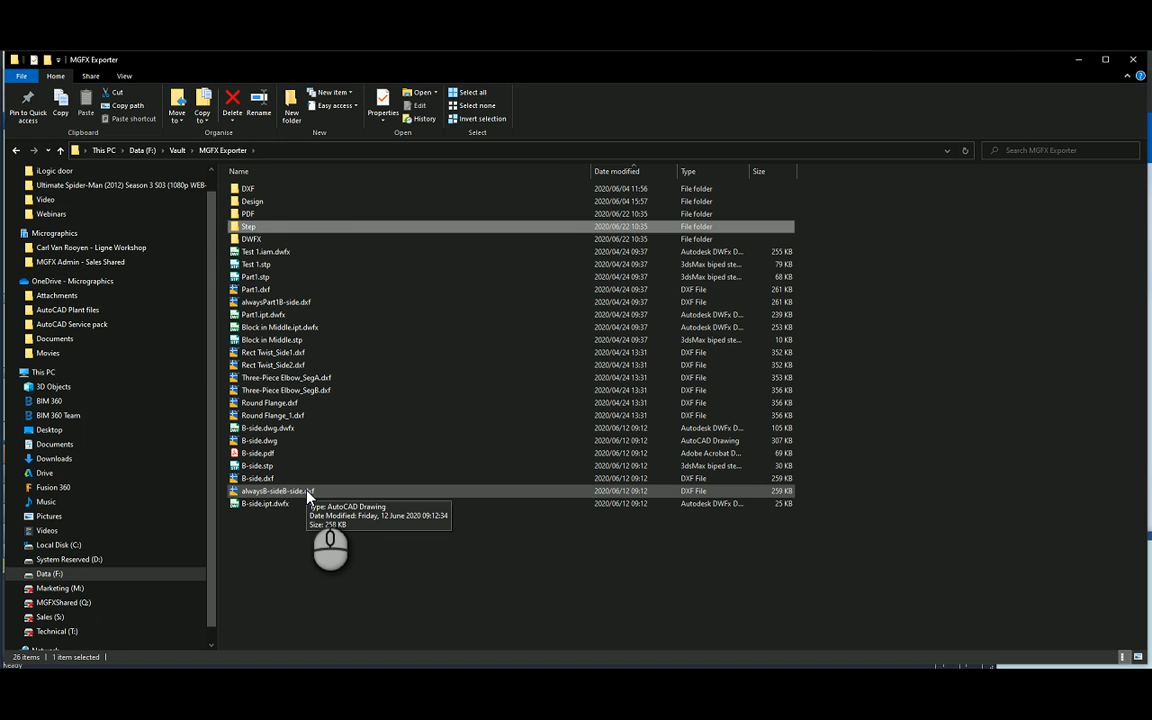 MGFX Exporter
File Home Share View
Pin to Quick access
Copy
Paste
Cut
Copy path
Paste shortcut
Clipboard
Move to
Copy to
Delete
Rename
Organise
New folder
New item
Easy access
New
Properties
Open
Edit
History
Open
Select all
Select none
Invert selection
Select
This PC > Data (F:) > Vault > MGFX Exporter >
Search MGFX Exporter
iLogic door
Ultimate Spider-Man (2012) Season 3 S03 (1080p WEB-
Video
Webinars
Micrographics
Carl Van Rooyen - Ligne Workshop
MGFX Admin - Sales Shared
OneDrive - Micrographics
Attachments
AutoCAD Plant files
AutoCAD Service pack
Documents
Movies
This PC
3D Objects
BIM 360
BIM 360 Team
Desktop
Documents
Downloads
Drive
Fusion 360
Music
Pictures
Videos
Local Disk (C:)
System Reserved (D:)
Data (F:)
Marketing (M:)
MGFXShared (Q:)
Sales (S:)
Technical (T:)
Name Date modified Type Size
DXF 2020/06/04 11:56 File folder
Design 2020/06/04 15:57 File folder
PDF 2020/06/22 10:35 File folder
Step 2020/06/22 10:35 File folder
DWFX 2020/06/22 10:35 File folder
Test 1.iam.dwfx 2020/04/24 09:37 Autodesk DWFx D... 255 KB
Test 1.stp 2020/04/24 09:37 3dsMax biped ste... 79 KB
Part1.stp 2020/04/24 09:37 3dsMax biped ste... 68 KB
Part1.dxf 2020/04/24 09:37 DXF File 261 KB
alwaysPart1B-side.dxf 2020/04/24 09:37 DXF File 261 KB
Part1.ipt.dwfx 2020/04/24 09:37 Autodesk DWFx D... 239 KB
Block in Middle.ipt.dwfx 2020/04/24 09:37 Autodesk DWFx D... 253 KB
Block in Middle.stp 2020/04/24 09:37 3dsMax biped ste... 10 KB
Rect Twist_Side1.dxf 2020/04/24 13:31 DXF File 352 KB
Rect Twist_Side2.dxf 2020/04/24 13:31 DXF File 352 KB
Three-Piece Elbow_SegA.dxf 2020/04/24 13:31 DXF File 353 KB
Three-Piece Elbow_SegB.dxf 2020/04/24 13:31 DXF File 356 KB
Round Flange.dxf 2020/04/24 13:31 DXF File 356 KB
Round Flange_1.dxf 2020/04/24 13:31 DXF File 356 KB
B-side.dwg.dwfx 2020/06/12 09:12 Autodesk DWFx D... 105 KB
B-side.dwg 2020/06/12 09:12 AutoCAD Drawing 307 KB
B-side.pdf 2020/06/12 09:12 Adobe Acrobat D... 69 KB
B-side.stp 2020/06/12 09:12 3dsMax biped ste... 30 KB
B-side.dxf 2020/06/12 09:12 DXF File 259 KB
alwaysB-sideB-side.dxf 2020/06/12 09:12 DXF File 259 KB
B-side.ipt.dwfx 2020/06/12 09:12 Autodesk DWFx D... 25 KB
Type: AutoCAD Drawing
Date Modified: Friday, 12 June 2020 09:12:34
Size: 258 KB
26 items 1 item selected
Ready